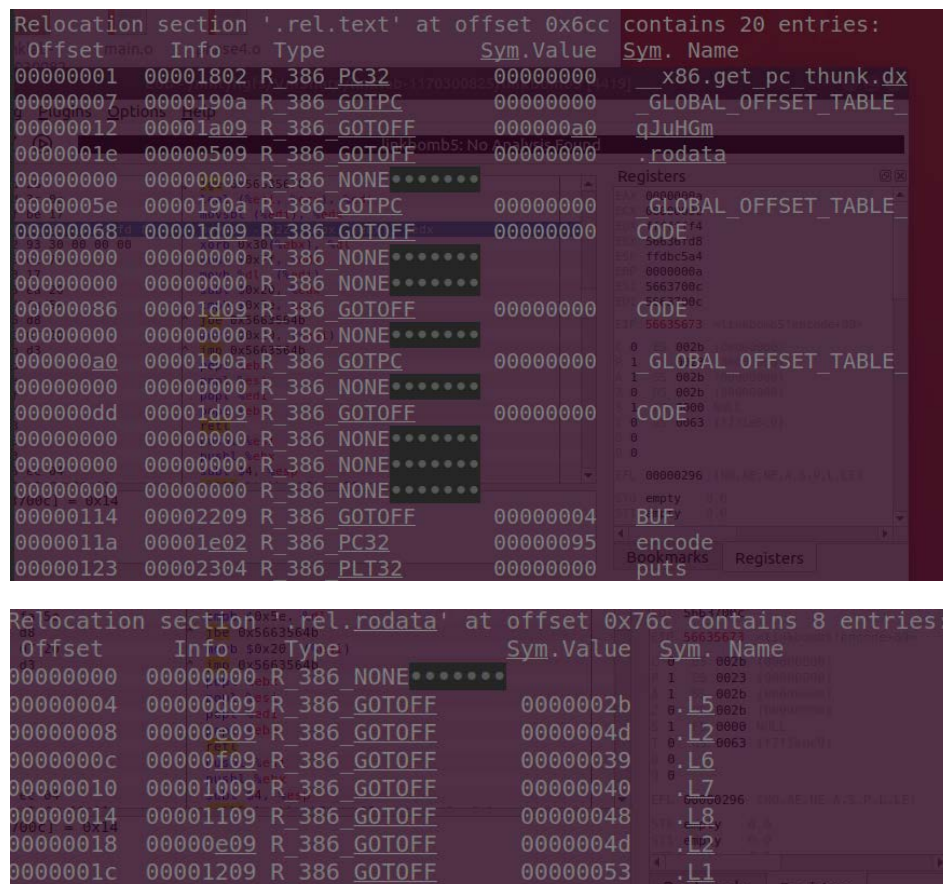 Relocation section '.rel.text' at offset 0x6cc contains 20 entries:
Offset Info Type Sym.Value Sym. Name
00000001 00001802 R_386_PC32 00000000 __x86.get_pc_thunk.dx
00000007 0000190a R_386_GOTPC 00000000 _GLOBAL_OFFSET_TABLE_
00000012 00001a09 R_386_GOTOFF 000000a0 qJuHGm
0000001e 00000509 R_386_GOTOFF 00000000 .rodata
00000000 00000000 R_386_NONE
0000005e 0000190a R_386_GOTPC 00000000 _GLOBAL_OFFSET_TABLE_
00000068 00001d09 R_386_GOTOFF 00000000 CODE
00000000 00000000 R_386_NONE
00000000 00000000 R_386_NONE
00000086 00001d09 R_386_GOTOFF 00000000 CODE
00000000 00000000 R_386_NONE
000000a0 0000190a R_386_GOTPC 00000000 _GLOBAL_OFFSET_TABLE_
00000000 00000000 R_386_NONE
000000dd 00001d09 R_386_GOTOFF 00000000 CODE
00000000 00000000 R_386_NONE
00000000 00000000 R_386_NONE
00000000 00000000 R_386_NONE
00000114 00002209 R_386_GOTOFF 00000004 BUF
0000011a 00001e02 R_386_PC32 00000095 encode
00000123 00002304 R_386_PLT32 00000000 puts
Registers
Bookmarks Registers
Relocation section '.rel.rodata' at offset 0x76c contains 8 entries:
Offset Info Type Sym.Value Sym. Name
00000000 00000000 R_386_NONE
00000004 00000d09 R_386_GOTOFF 0000002b .L5
00000008 00000e09 R_386_GOTOFF 0000004d .L2
0000000c 00000f09 R_386_GOTOFF 00000039 .L6
00000010 00001009 R_386_GOTOFF 00000040 .L7
00000014 00001109 R_386_GOTOFF 00000048 .L8
00000018 00000e09 R_386_GOTOFF 0000004d .L2
0000001c 00001209 R_386_GOTOFF 00000053 .L1